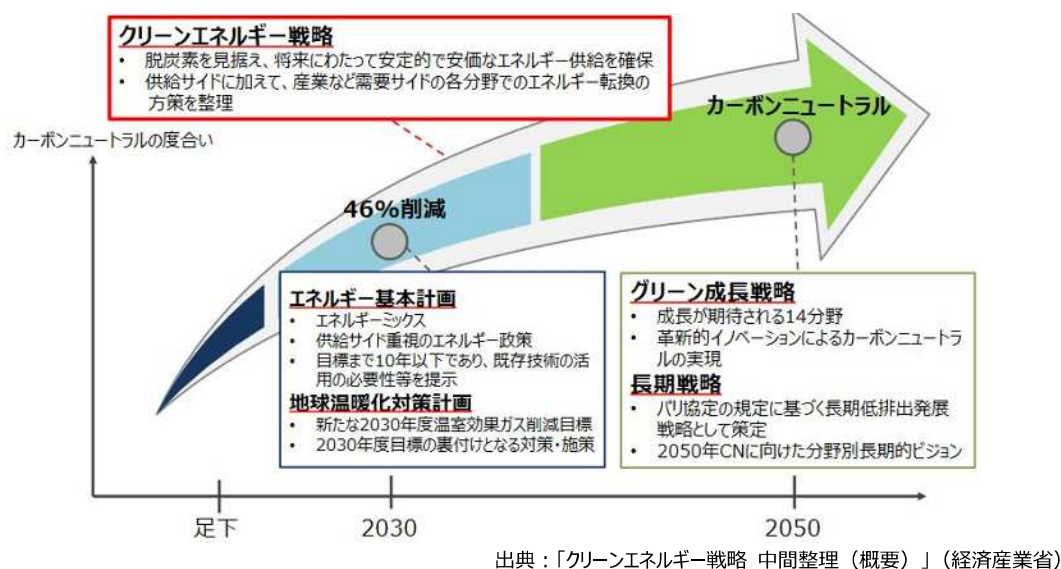 クリーンエネルギー戦略
・ 脱炭素を見据え、将来にわたって安定的で安価なエネルギー供給を確保
・ 供給サイドに加えて、産業など需要サイドの各分野でのエネルギー転換の
方策を整理
カーボンニュートラルの度合い
カーボンニュートラル
46%削減
エネルギー基本計画
・ エネルギーミックス
・ 供給サイド重視のエネルギー政策
・ 目標まで10年以下であり、既存技術の活
用の必要性等を提示
地球温暖化対策計画
・ 新たな2030年度温室効果ガス削減目標
・ 2030年度目標の裏付けとなる対策・施策
グリーン成長戦略
・ 成長が期待される14分野
・ 革新的イノベーションによるカーボンニュートラ
ルの実現
長期戦略
・ パリ協定の規定に基づく長期低排出発展
戦略として策定
・ 2050年CNに向けた分野別長期的ビジョン
足下
2030
2050
出典：「クリーンエネルギー戦略 中間整理（概要）」（経済産業省）